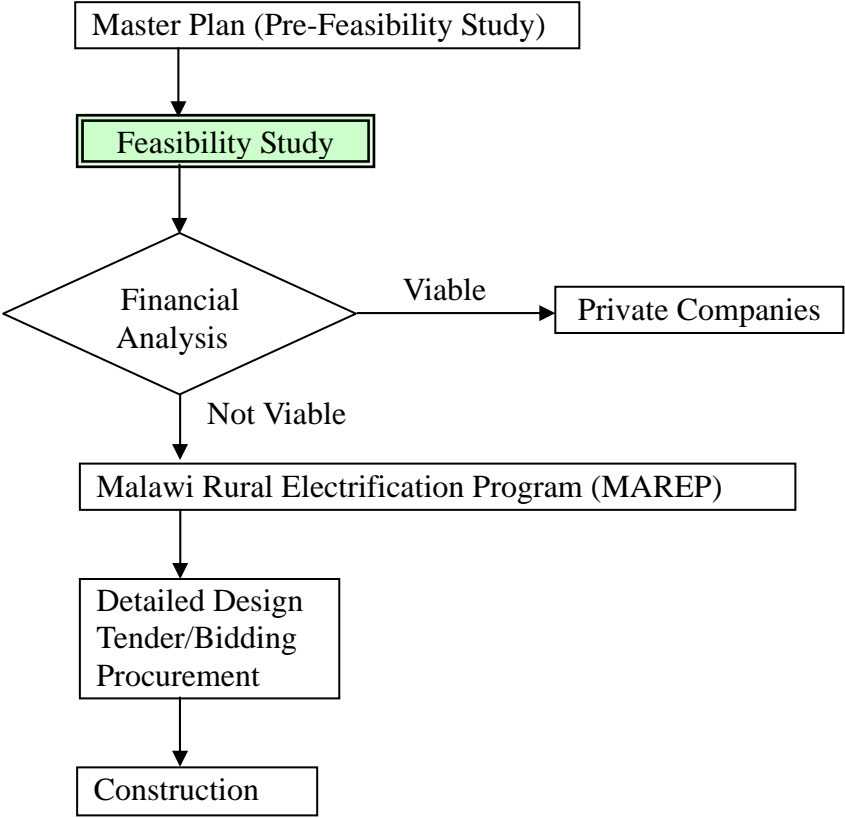 Master Plan (Pre-Feasibility Study)
Feasibility Study
Financial
Analysis
Viable
Private Companies
Not Viable
Malawi Rural Electrification Program (MAREP)
Detailed Design
Tender/Bidding
Procurement
Construction